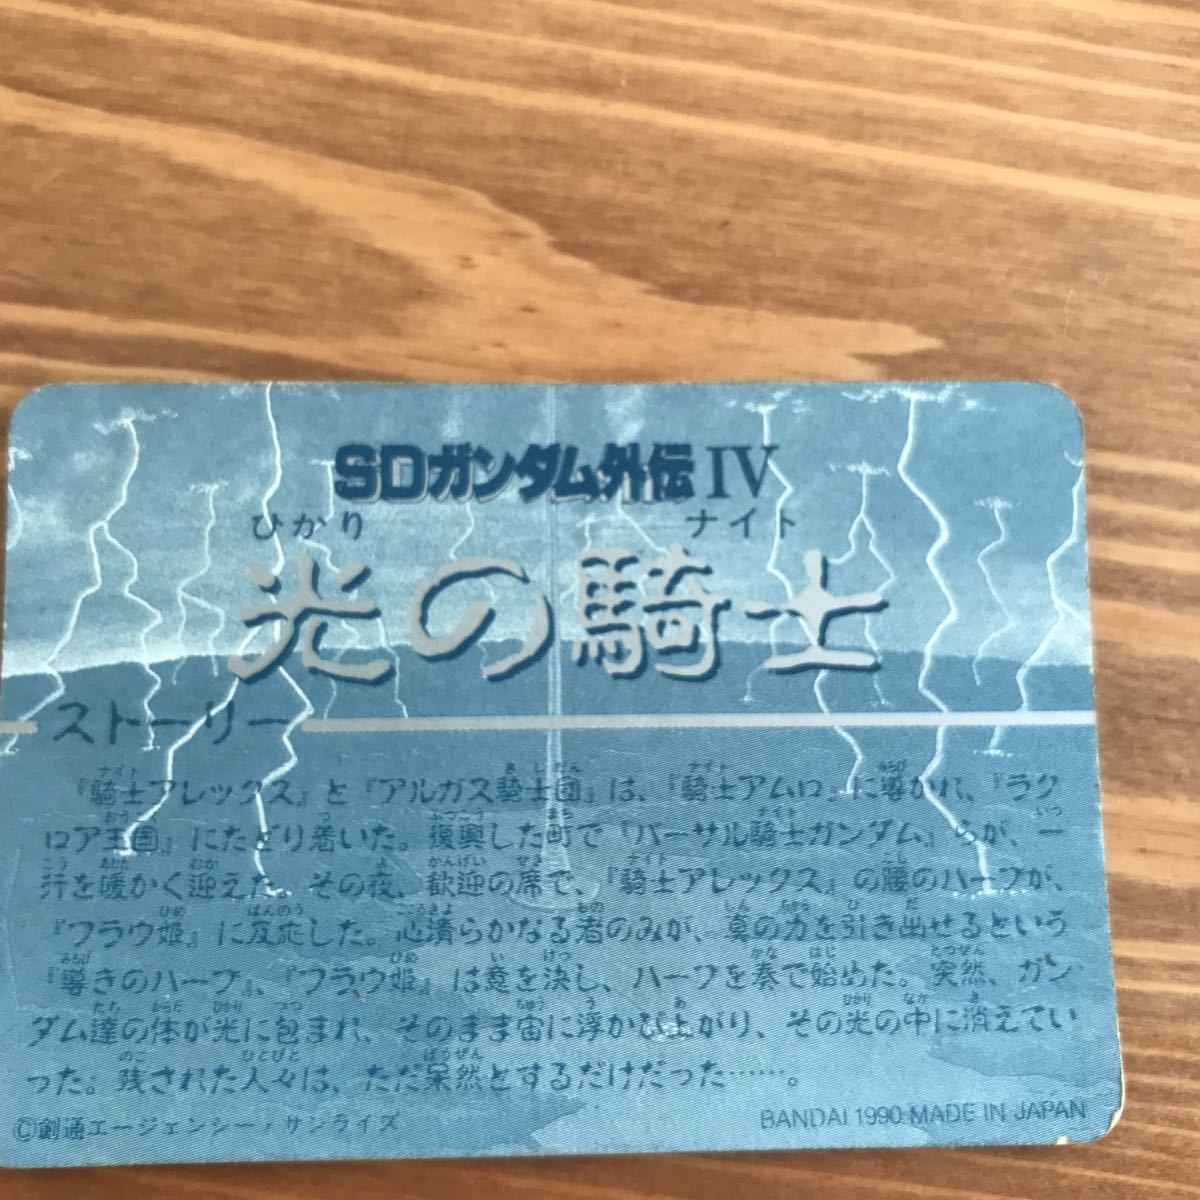 SDガンダム外伝 IV
ひかり ナイト
光の騎士
ストーリー
『騎士アレックス』と『アルガス騎士団』は、『騎士アムロ』に導かれ、『ラク
ロア王国』にたどり着いた。復興した町で『バーサル騎士ガンダム』らが、一
行を暖かく迎えた。その夜、歓迎の席で、『騎士アレックス』の腰のハープが、
『フラウ姫』に反応した。心清らかなる者のみが、真の力を引き出せるという
『導きのハープ』、『フラウ姫』は意を決し、ハープを奏で始めた。突然、ガン
ダム達の体が光に包まれ、そのまま宙に浮かび上がり、その光の中に消えてい
った。残された人々は、ただ呆然とするだけだった……。
©創通エージェンシー・サンライズ
BANDAI 1990 MADE IN JAPAN